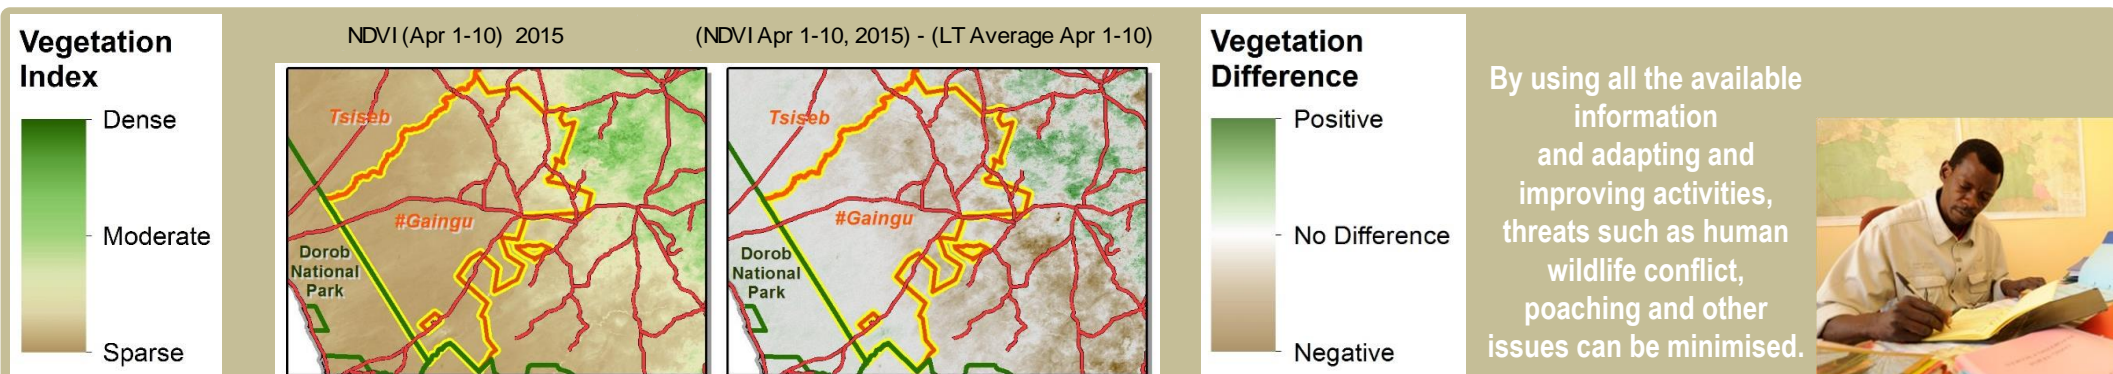 Vegetation
Index
Dense
Moderate
Sparse
NDVI (Apr 1-10) 2015
Tsiseb
#Gaingu
Dorob
National
Park
(NDVI Apr 1-10, 2015) - (LT Average Apr 1-10)
Tsiseb
#Gaingu
Dorob
National
Park
Vegetation
Difference
Positive
No Difference
Negative
By using all the available
information
and adapting and
improving activities,
threats such as human
wildlife conflict,
poaching and other
issues can be minimised.